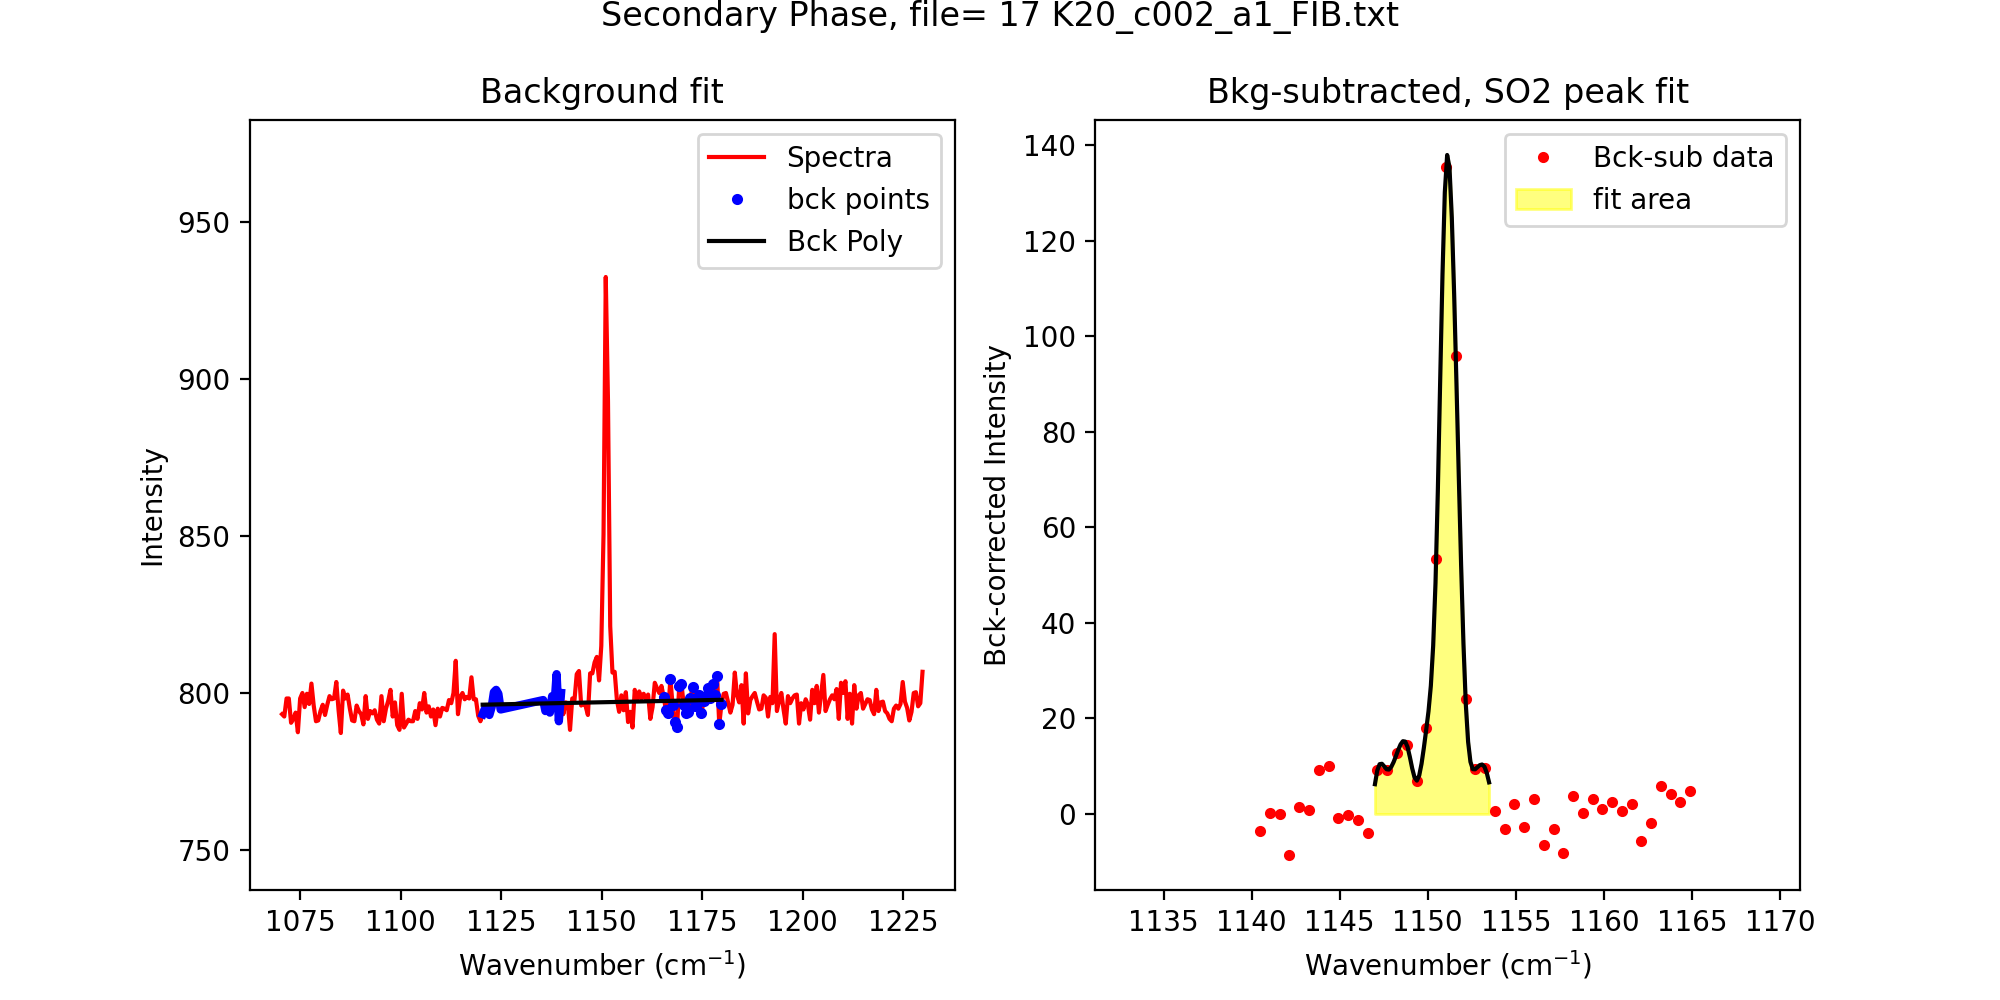 Secondary Phase, file= 17 K20_c002_a1_FIB.txt
Background fit
Spectra
bck points
Bck Poly
950
900
850
800
750
Intensity
1075 1100 1125 1150 1175 1200 1225
Wavenumber (cm⁻¹)
Bkg-subtracted, SO2 peak fit
Bck-sub data
fit area
140
120
100
80
60
40
20
0
Bck-corrected Intensity
1135 1140 1145 1150 1155 1160 1165 1170
Wavenumber (cm⁻¹)